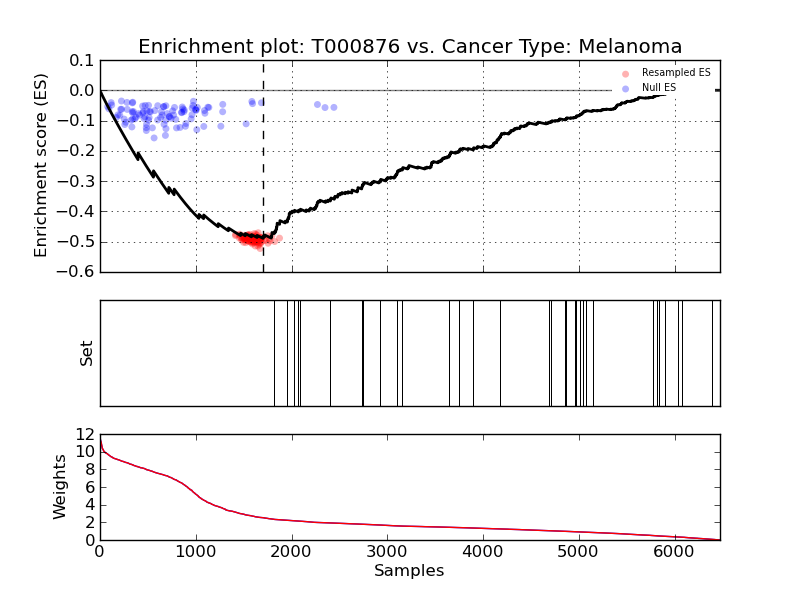 Enrichment plot: T000876 vs. Cancer Type: Melanoma
Enrichment score (ES)
0.1
0.0
−0.1
−0.2
−0.3
−0.4
−0.5
−0.6
Resampled ES
Null ES
Set
Weights
12
10
8
6
4
2
0
0 1000 2000 3000 4000 5000 6000
Samples